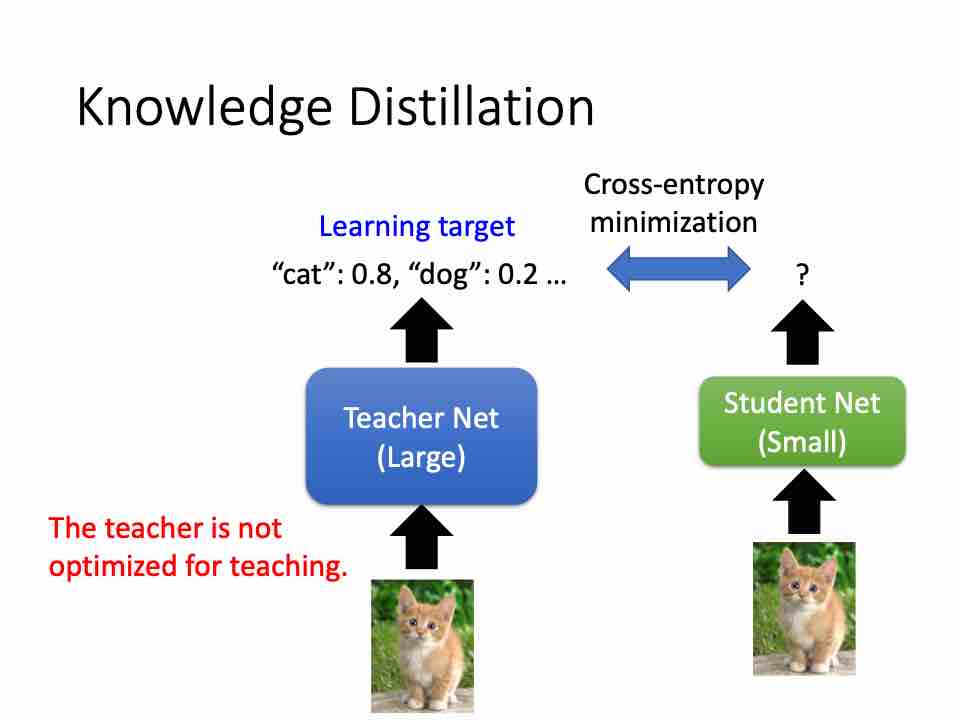 Knowledge Distillation
Cross-entropy
minimization
Learning target
“cat”: 0.8, “dog”: 0.2 …
?
Teacher Net
(Large)
Student Net
(Small)
The teacher is not
optimized for teaching.